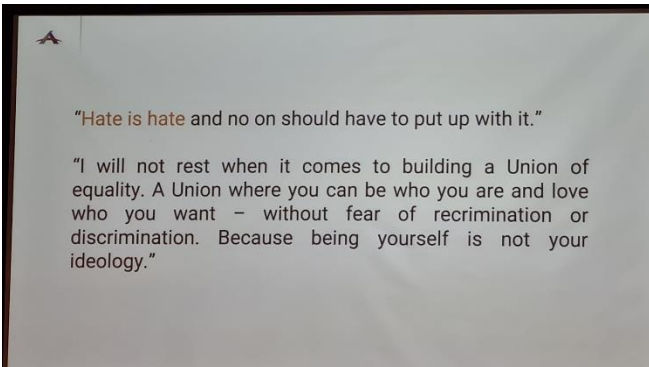 “Hate is hate and no on should have to put up with it.”
“I will not rest when it comes to building a Union of
equality. A Union where you can be who you are and love
who you want – without fear of recrimination or
discrimination. Because being yourself is not your
ideology.”